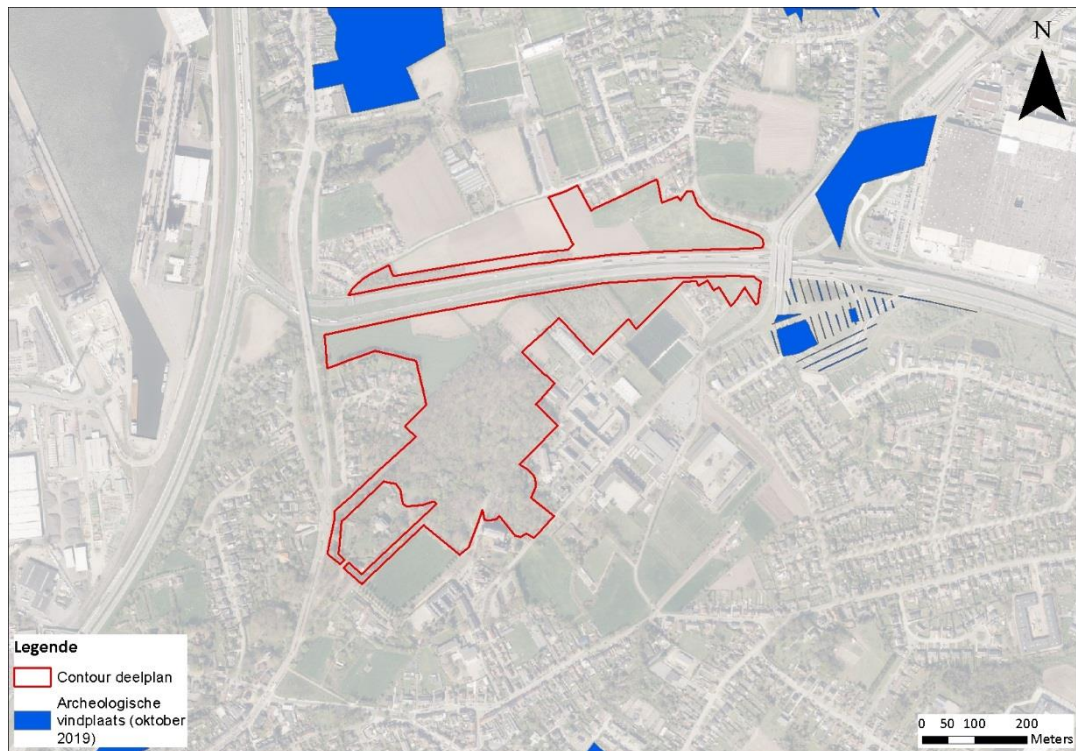 N
Legende
Contour deelplan
Archeologische
vindplaats (oktober
2019)
0 50 100 200
Meters